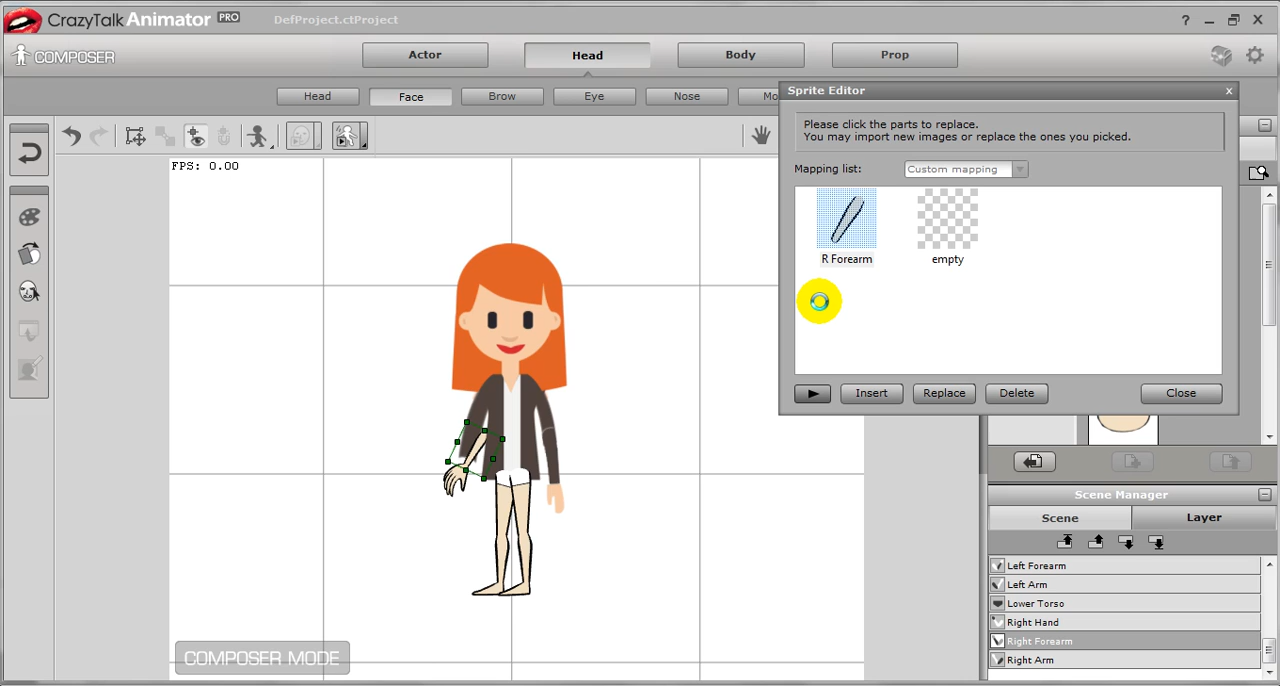 CrazyTalk Animator PRO
DefProject.ctProject
?
COMPOSER
Actor
Head
Body
Prop
Head
Face
Brow
Eye
Nose
Mo
Sprite Editor
x
Please click the parts to replace.
You may import new images or replace the ones you picked.
Mapping list:
Custom mapping
R Forearm
empty
Insert
Replace
Delete
Close
FPS: 0.00
COMPOSER MODE
Scene Manager
Scene
Layer
Left Forearm
Left Arm
Lower Torso
Right Hand
Right Forearm
Right Arm